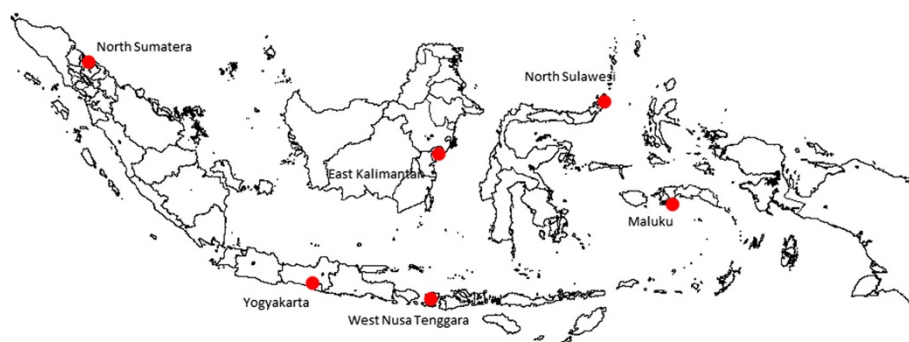 North Sumatera
North Sulawesi
East Kalimantan
Maluku
Yogyakarta
West Nusa Tenggara